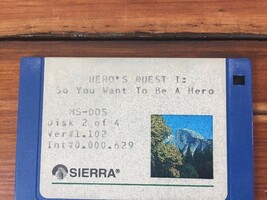 HERO'S QUEST I:
So You Want To Be A Hero
MS-DOS
Disk 2 of 4
Ver#1.102
Int#0.000.629
SIERRA®